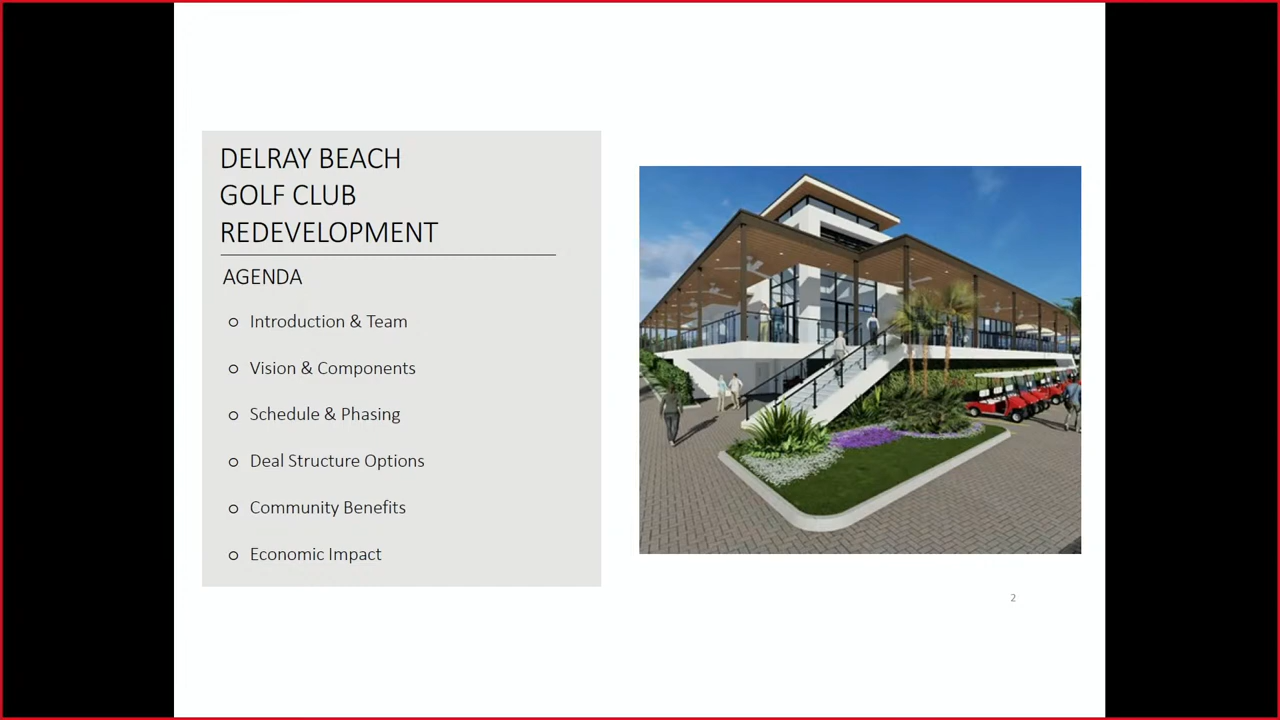 DELRAY BEACH
GOLF CLUB
REDEVELOPMENT
AGENDA
o Introduction & Team
o Vision & Components
o Schedule & Phasing
o Deal Structure Options
o Community Benefits
o Economic Impact
2